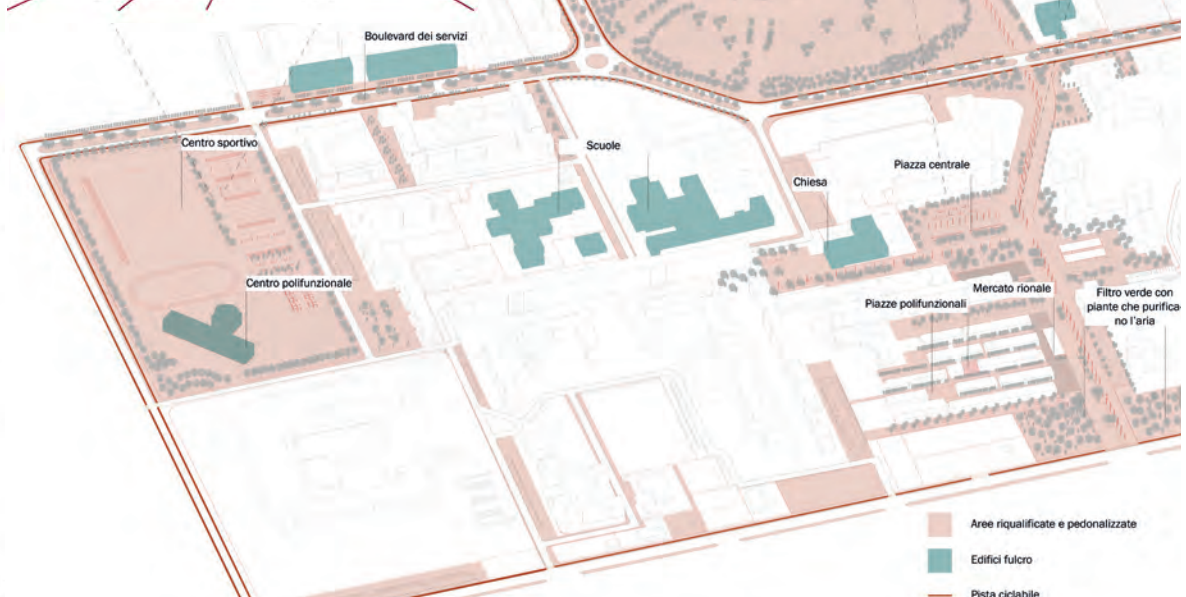 Boulevard dei servizi
Centro sportivo
Scuole
Piazza centrale
Chiesa
Centro polifunzionale
Mercato rionale
Piazze polifunzionali
Filtro verde con
piante che purifica-
no l'aria
Aree riqualificate e pedonalizzate
Edifici fulcro
Pista ciclabile